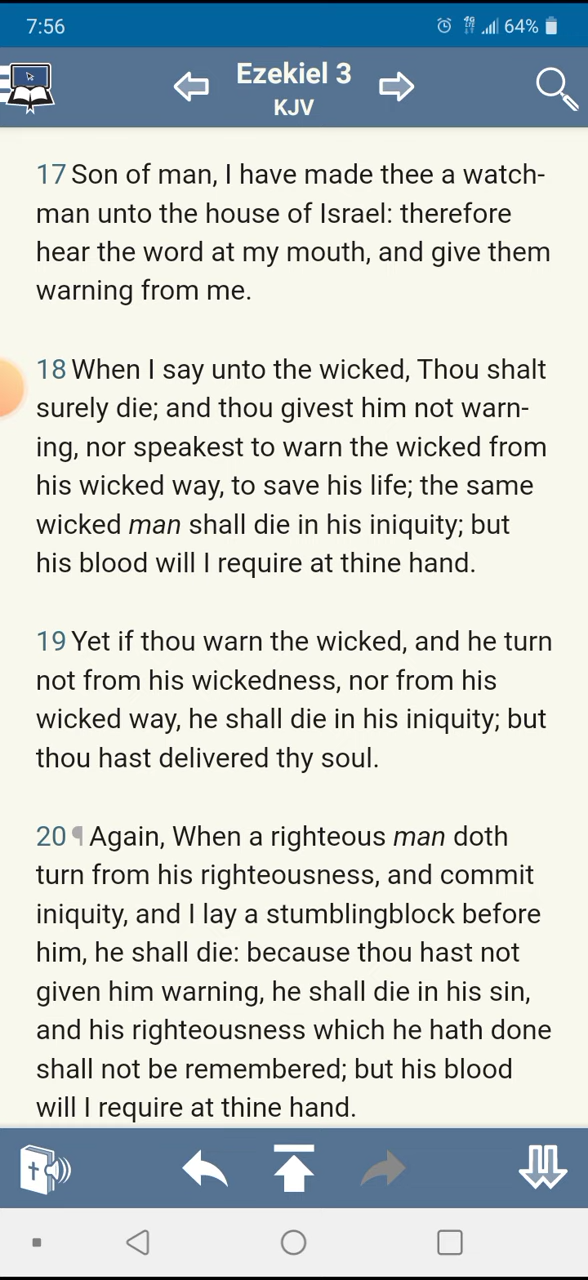 7:56 4G 64%
Ezekiel 3
KJV
17 Son of man, I have made thee a watch-
man unto the house of Israel: therefore
hear the word at my mouth, and give them
warning from me.
18 When I say unto the wicked, Thou shalt
surely die; and thou givest him not warn-
ing, nor speakest to warn the wicked from
his wicked way, to save his life; the same
wicked man shall die in his iniquity; but
his blood will I require at thine hand.
19 Yet if thou warn the wicked, and he turn
not from his wickedness, nor from his
wicked way, he shall die in his iniquity; but
thou hast delivered thy soul.
20 ¶ Again, When a righteous man doth
turn from his righteousness, and commit
iniquity, and I lay a stumblingblock before
him, he shall die: because thou hast not
given him warning, he shall die in his sin,
and his righteousness which he hath done
shall not be remembered; but his blood
will I require at thine hand.